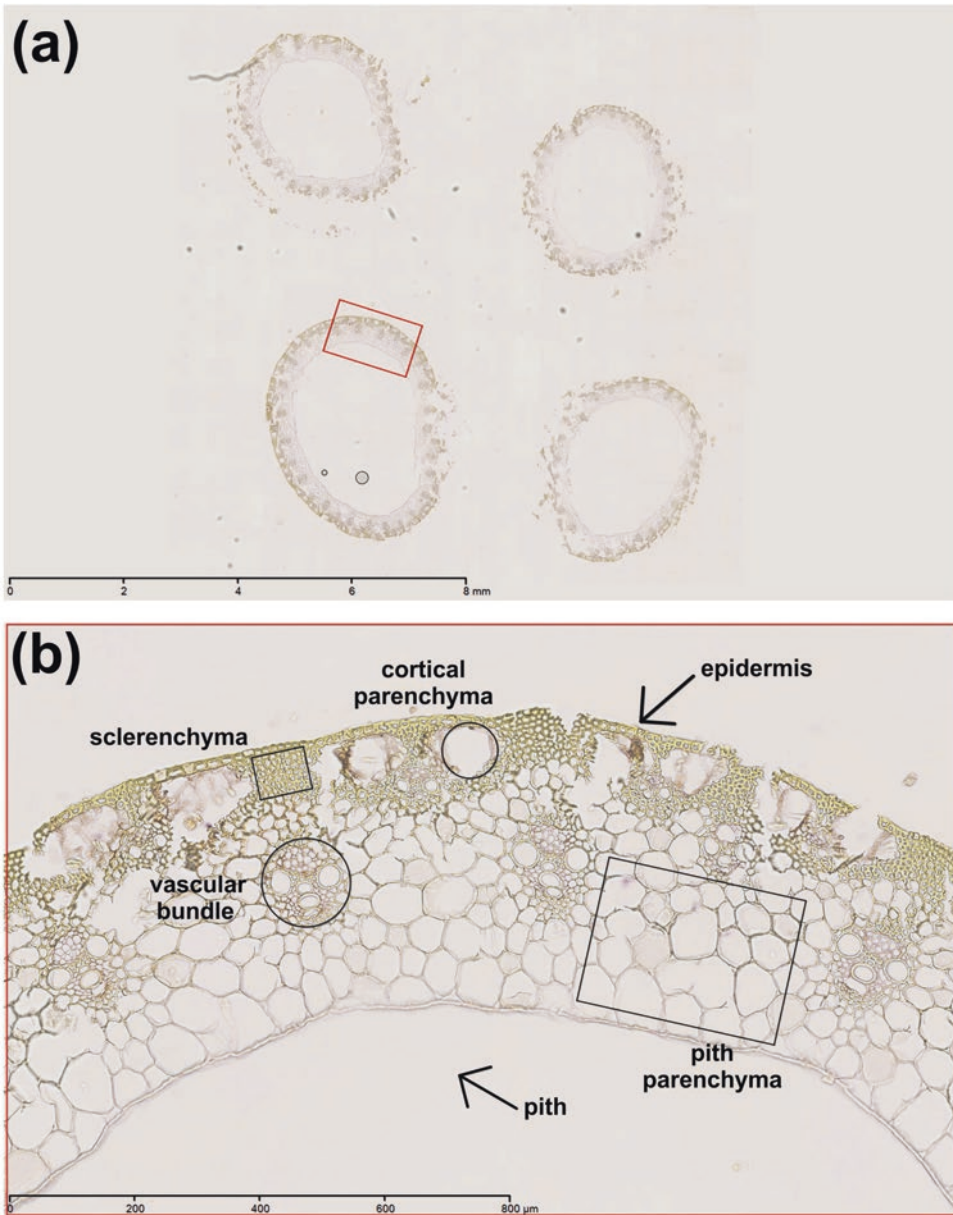 (a)
0 2 4 6 8 mm
(b)
cortical
parenchyma
epidermis
sclerenchyma
vascular
bundle
pith
parenchyma
pith
0 200 400 600 800 µm